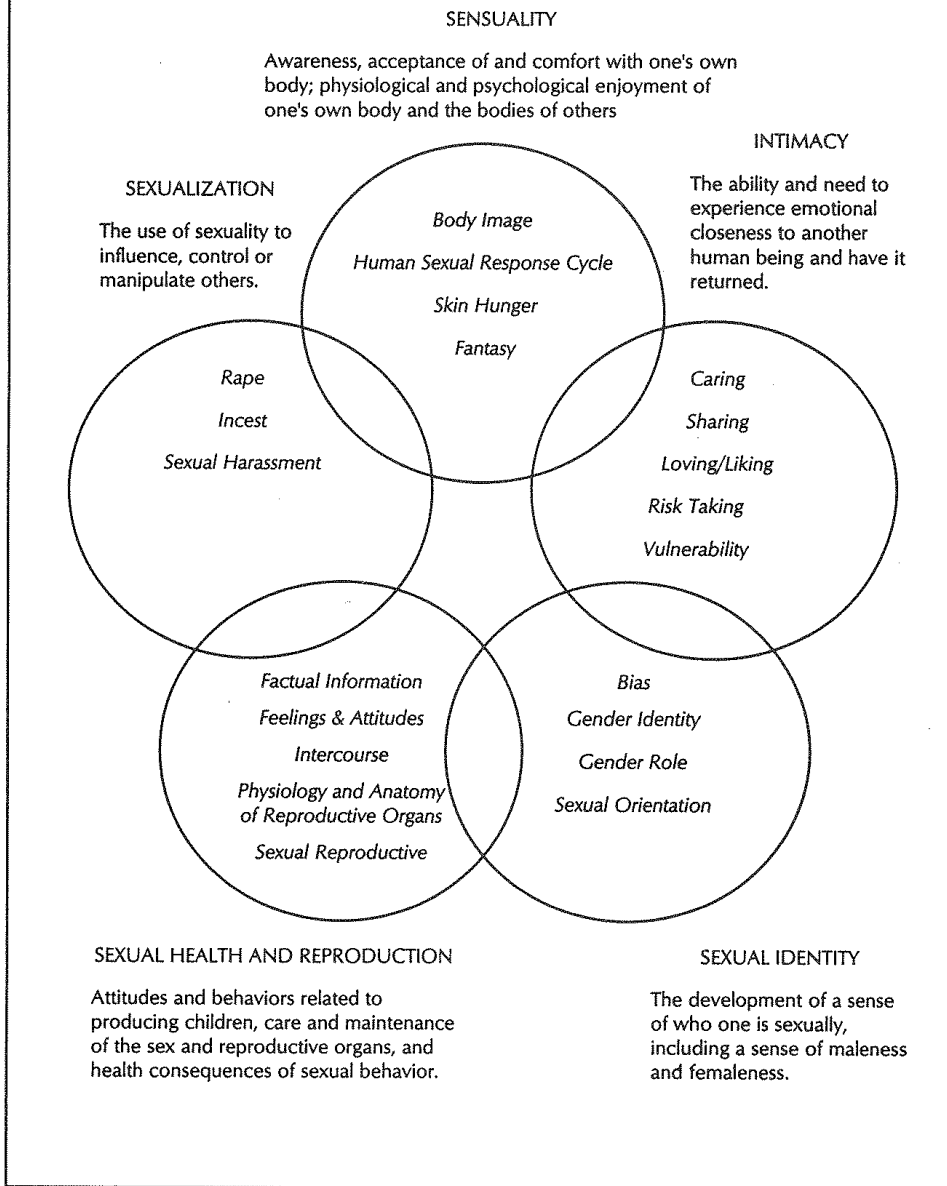 SENSUALITY
Awareness, acceptance of and comfort with one's own
body; physiological and psychological enjoyment of
one's own body and the bodies of others
INTIMACY
The ability and need to
experience emotional
closeness to another
human being and have it
returned.
SEXUALIZATION
The use of sexuality to
influence, control or
manipulate others.
Body Image
Human Sexual Response Cycle
Skin Hunger
Fantasy
Rape
Incest
Sexual Harassment
Caring
Sharing
Loving/Liking
Risk Taking
Vulnerability
Factual Information
Feelings & Attitudes
Intercourse
Physiology and Anatomy
of Reproductive Organs
Sexual Reproductive
Bias
Gender Identity
Gender Role
Sexual Orientation
SEXUAL HEALTH AND REPRODUCTION
Attitudes and behaviors related to
producing children, care and maintenance
of the sex and reproductive organs, and
health consequences of sexual behavior.
SEXUAL IDENTITY
The development of a sense
of who one is sexually,
including a sense of maleness
and femaleness.